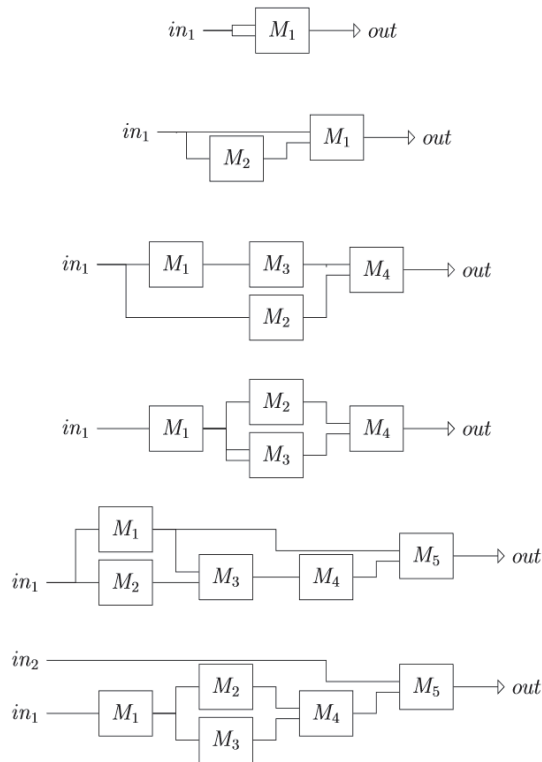 in₁ M₁ out
in₁ M₂ M₁ out
in₁ M₁ M₃ M₄ out
M₂
M₂
in₁ M₁ M₄ out
M₃
M₁
M₅ out
in₁ M₂ M₃ M₄
in₂
M₂ M₅ out
in₁ M₁ M₄
M₃